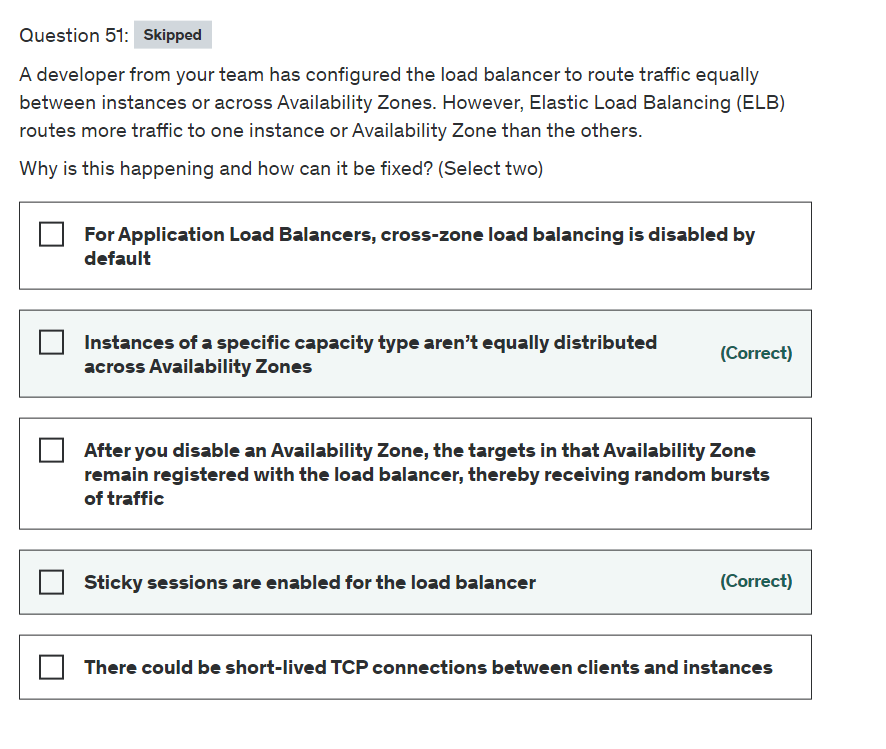 Question 51: Skipped
A developer from your team has configured the load balancer to route traffic equally
between instances or across Availability Zones. However, Elastic Load Balancing (ELB)
routes more traffic to one instance or Availability Zone than the others.
Why is this happening and how can it be fixed? (Select two)
For Application Load Balancers, cross-zone load balancing is disabled by
default
Instances of a specific capacity type aren’t equally distributed
across Availability Zones
(Correct)
After you disable an Availability Zone, the targets in that Availability Zone
remain registered with the load balancer, thereby receiving random bursts
of traffic
Sticky sessions are enabled for the load balancer (Correct)
There could be short-lived TCP connections between clients and instances